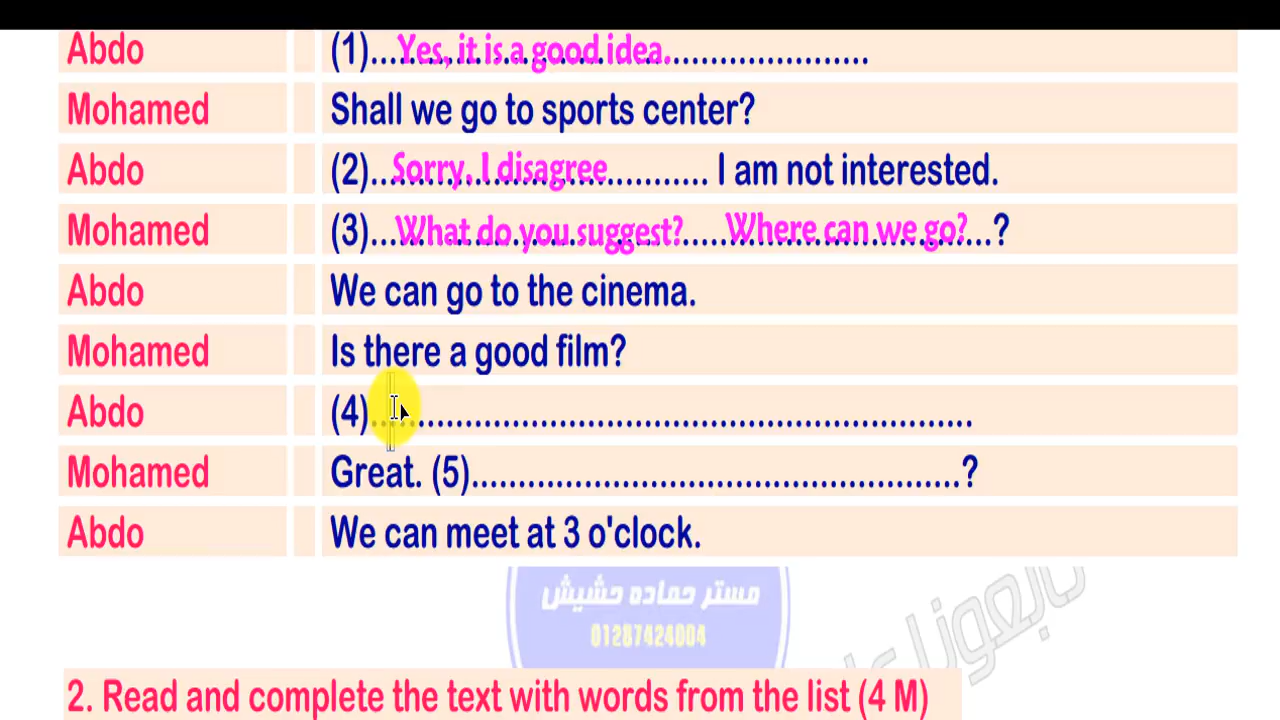 Abdo (1)...Yes, it is a good idea.....................
Mohamed Shall we go to sports center?
Abdo (2)...Sorry, I disagree........... I am not interested.
Mohamed (3)...What do you suggest?.... Where can we go?...?
Abdo We can go to the cinema.
Mohamed Is there a good film?
Abdo (4)................................................................
Mohamed Great. (5)....................................................?
Abdo We can meet at 3 o'clock.
مستر حماده حشيش
01287424004
تابعونا
2. Read and complete the text with words from the list (4 M)